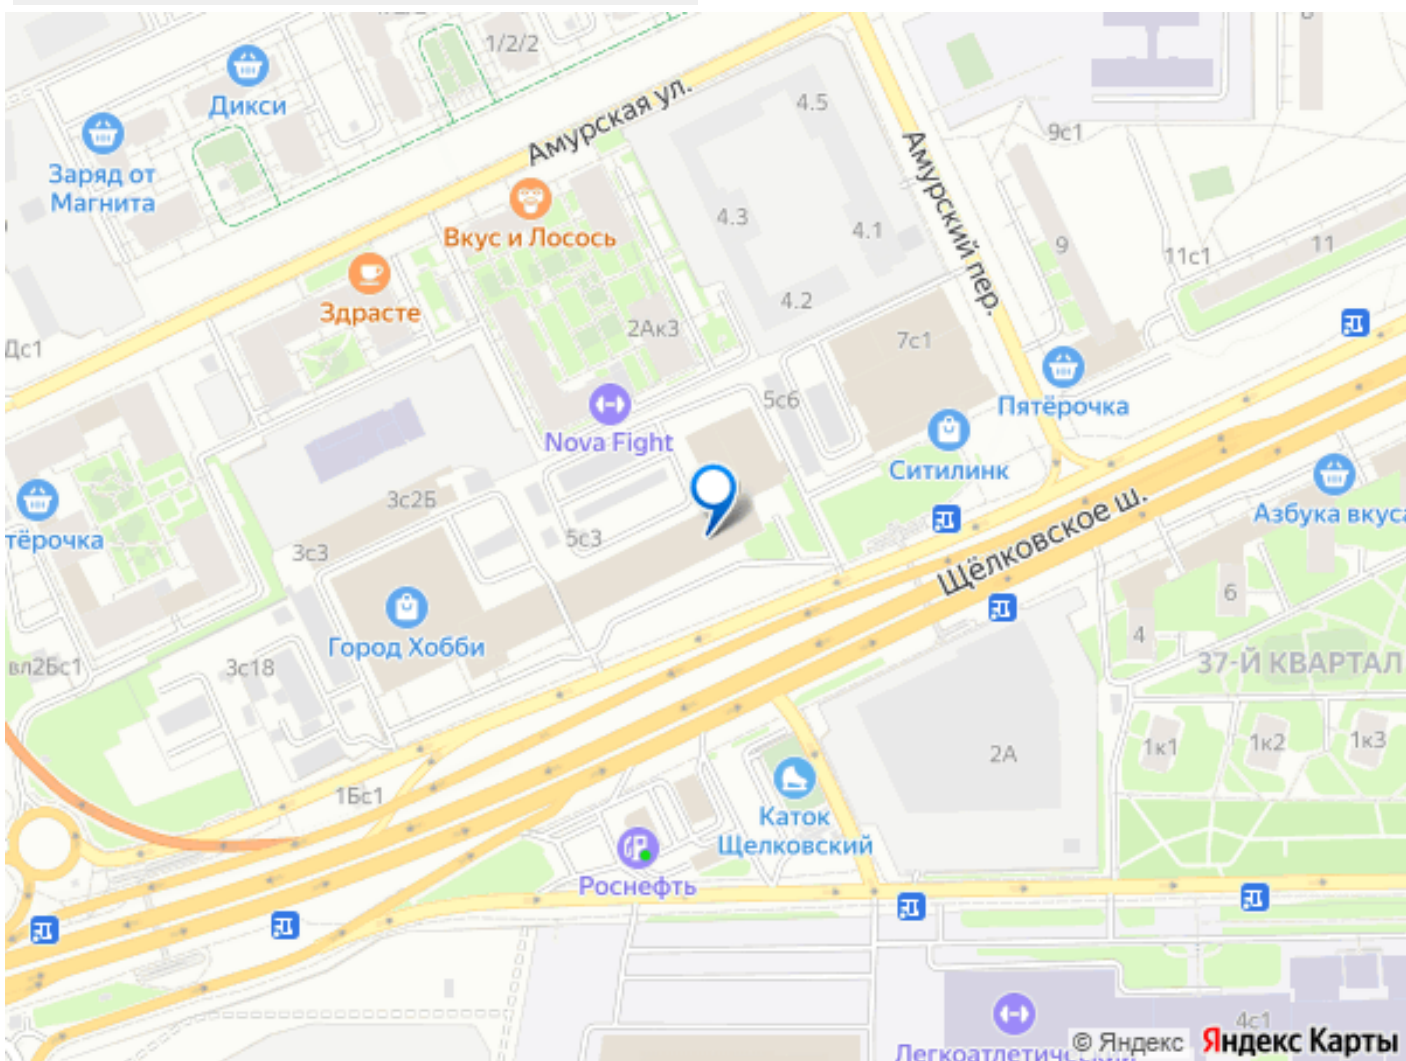 1/2/2
Дикси
Амурская ул.
4.5
Амурский пер.
9с1
Заряд от
Магнита
Вкус и Лосось
4.3
4.1
9
11с1
11
Здрасте
4.2
2Ак3
7с1
Дс1
Пятёрочка
5с6
Nova Fight
Ситилинк
3с2Б
Щёлковское ш.
Азбука вкуса
тёрочка
5с3
3с3
6
4
Город Хобби
37-Й КВАРТАЛ
вл2Бс1
3с18
2А
1к1
1к2
1к3
1Бс1
Каток
Щелковский
Роснефть
4с1
Легкоатлетический
© Яндекс Яндекс Карты